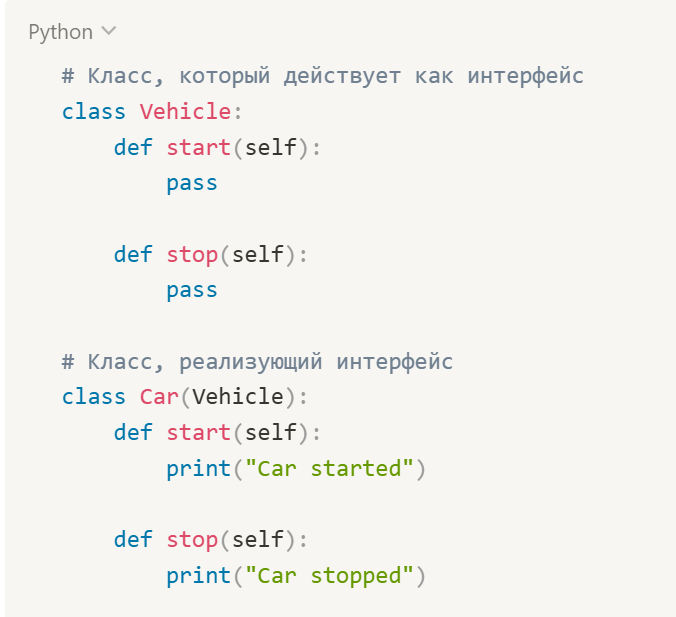 Python
# Класс, который действует как интерфейс
class Vehicle:
    def start(self):
        pass
    def stop(self):
        pass
# Класс, реализующий интерфейс
class Car(Vehicle):
    def start(self):
        print("Car started")
    def stop(self):
        print("Car stopped")